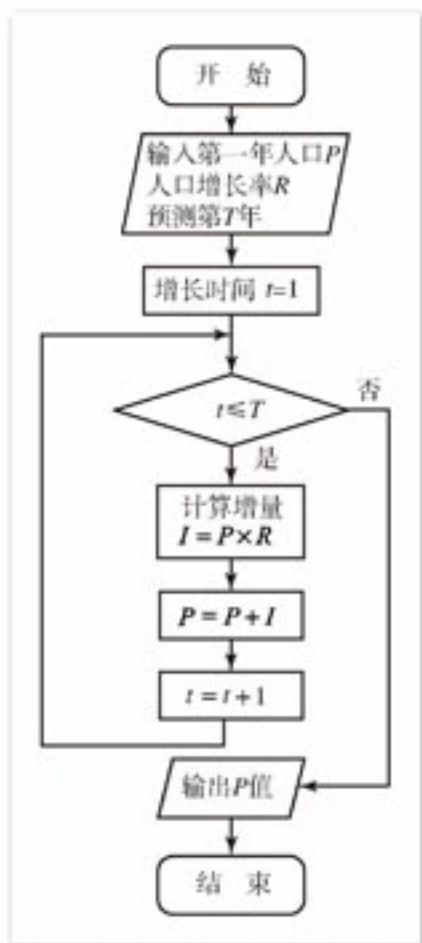 开 始
输入第一年人口P
人口增长率R
预测第T年
增长时间 t=1
t≤T
否
是
计算增量
I=P×R
P=P+I
t=t+1
输出P值
结 束